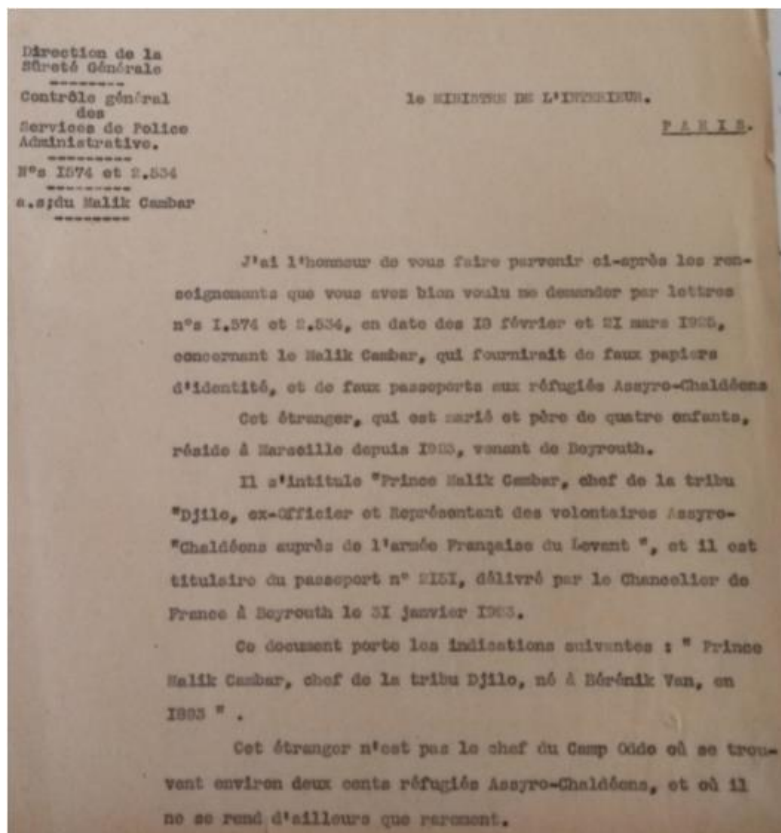 Direction de la
Sûreté Générale
Contrôle général
des
Services de Police
Administrative.
N°s I574 et 2.534
a.s;du Malik Cambar
le MINISTRE DE L'INTERIEUR.
PARIS.
J'ai l'honneur de vous faire parvenir ci-après les ren-
seignements que vous avez bien voulu me demander par lettres
n°s I.574 et 2.534, en date des I8 février et 2I mars I925,
concernant le Malik Cambar, qui fournirait de faux papiers
d'identité, et de faux passeports aux réfugiés Assyro-Chaldéens
Cet étranger, qui est marié et père de quatre enfants,
réside à Marseille depuis I923, venant de Beyrouth.
Il s'intitule "Prince Malik Cambar, chef de la tribu
"Djilo, ex-Officier et Représentant des volontaires Assyro-
"Chaldéens auprès de l'armée Française du Levant ", et il est
titulaire du passeport n° 2I5I, délivré par le Chancelier de
France à Beyrouth le 3I janvier I923.
Ce document porte les indications suivantes : " Prince
Malik Cambar, chef de la tribu Djilo, né à Bérénik Van, en
I893 " .
Cet étranger n'est pas le chef du Camp Oddo où se trou-
vent environ deux cents réfugiés Assyro-Chaldéens, et où il
ne se rend d'ailleurs que rarement.